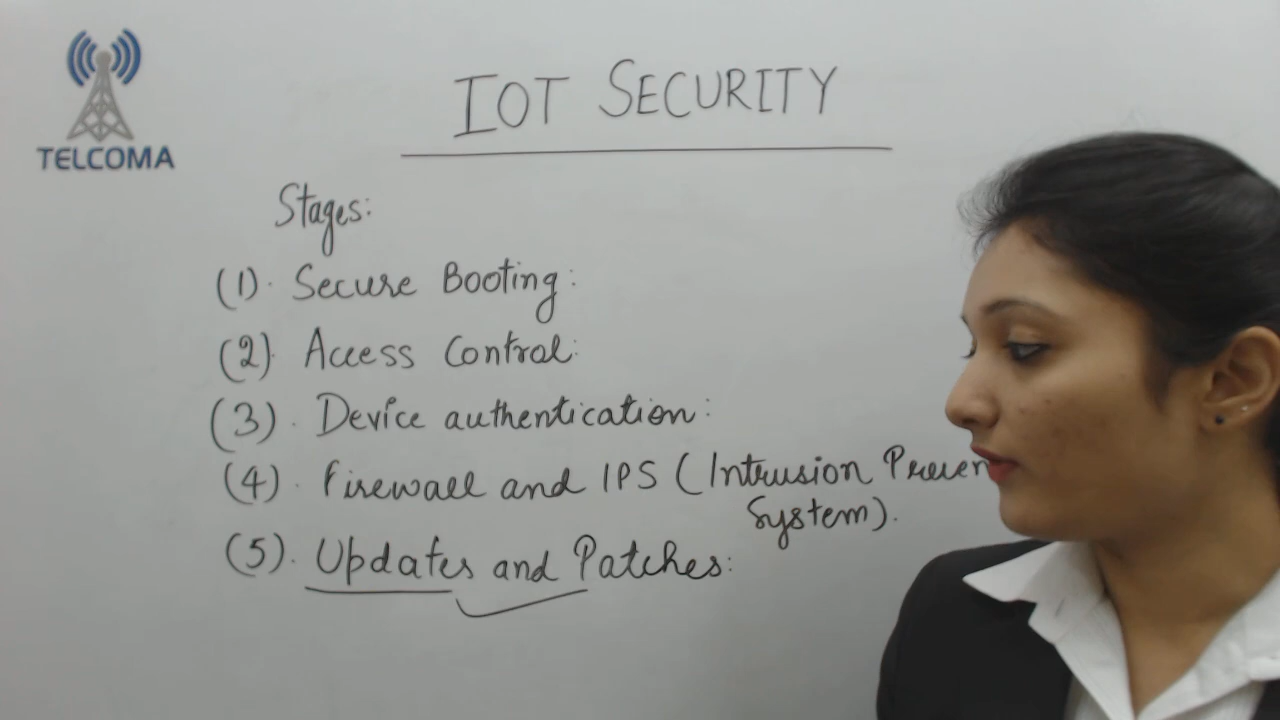 TELCOMA
IOT SECURITY
Stages:
(1). Secure Booting:
(2). Access Control:
(3). Device authentication:
(4). Firewall and IPS (Intrusion
System).
(5). Updates and Patches: